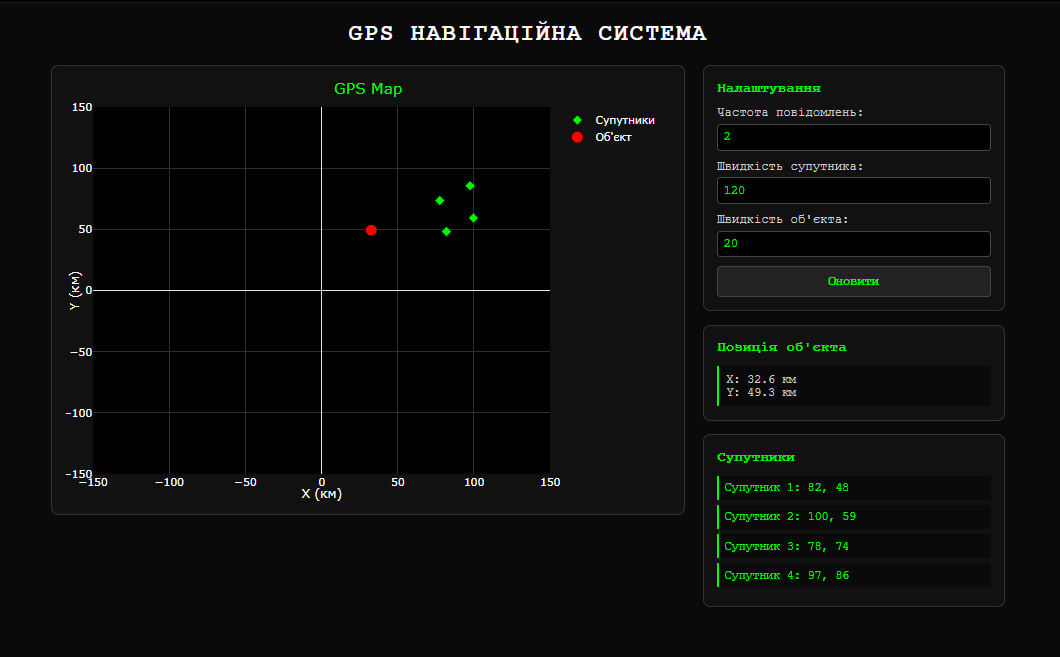 GPS НАВІГАЦІЙНА СИСТЕМА
GPS Map
150
100
50
0
−50
−100
−150
Y (км)
−150
−100
−50
0
50
100
150
X (км)
Супутники
Об'єкт
Налаштування
Частота повідомлень:
2
Швидкість супутника:
120
Швидкість об'єкта:
20
Оновити
Позиція об'єкта
X: 32.6 км
Y: 49.3 км
Супутники
Супутник 1: 82, 48
Супутник 2: 100, 59
Супутник 3: 78, 74
Супутник 4: 97, 86